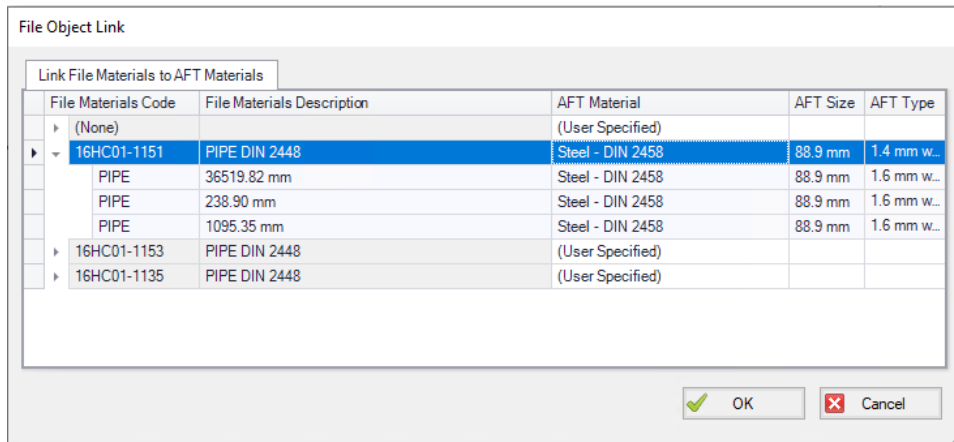 File Object Link
Link File Materials to AFT Materials
File Materials Code File Materials Description AFT Material AFT Size AFT Type
(None) (User Specified)
16HC01-1151 PIPE DIN 2448 Steel - DIN 2458 88.9 mm 1.4 mm w...
PIPE 36519.82 mm Steel - DIN 2458 88.9 mm 1.6 mm w...
PIPE 238.90 mm Steel - DIN 2458 88.9 mm 1.6 mm w...
PIPE 1095.35 mm Steel - DIN 2458 88.9 mm 1.6 mm w...
16HC01-1153 PIPE DIN 2448 (User Specified)
16HC01-1135 PIPE DIN 2448 (User Specified)
OK Cancel